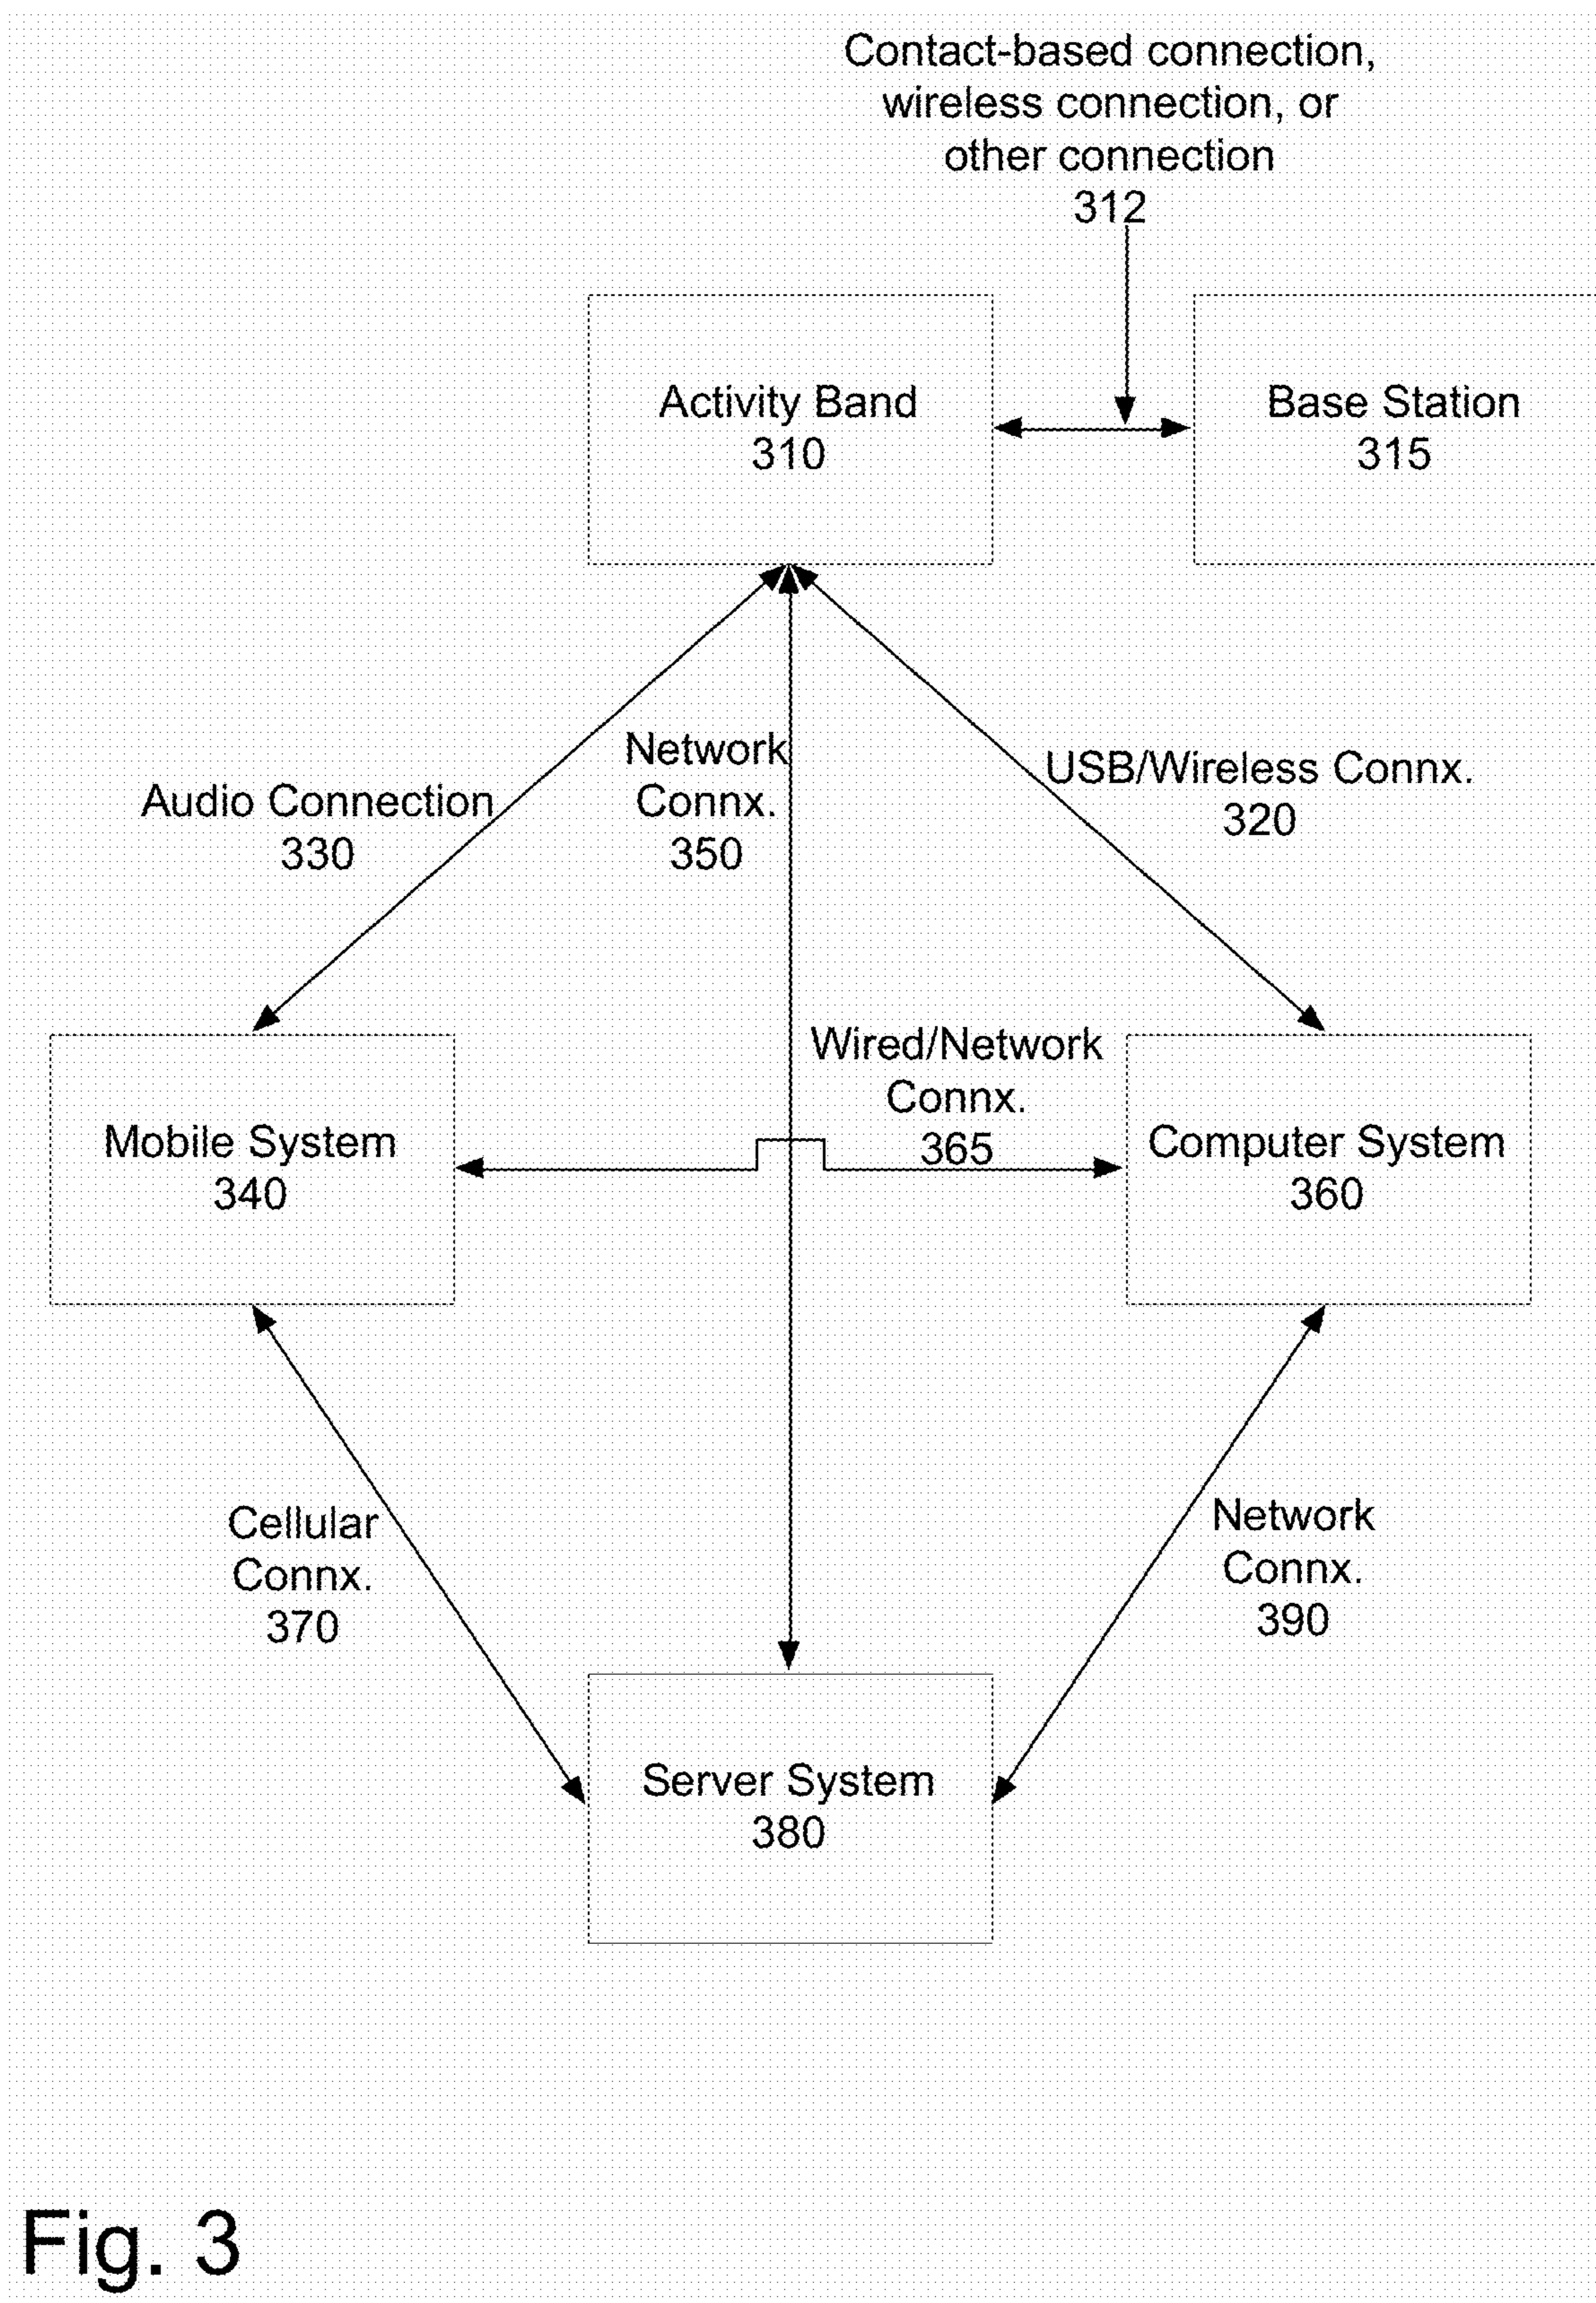 Contact-based connection,
wireless connection, or
other connection
312
Activity Band
310
Base Station
315
Audio Connection
330
Network
Connx.
350
USB/Wireless Connx.
320
Wired/Network
Connx.
365
Mobile System
340
Computer System
360
Cellular
Connx.
370
Network
Connx.
390
Server System
380
Fig. 3